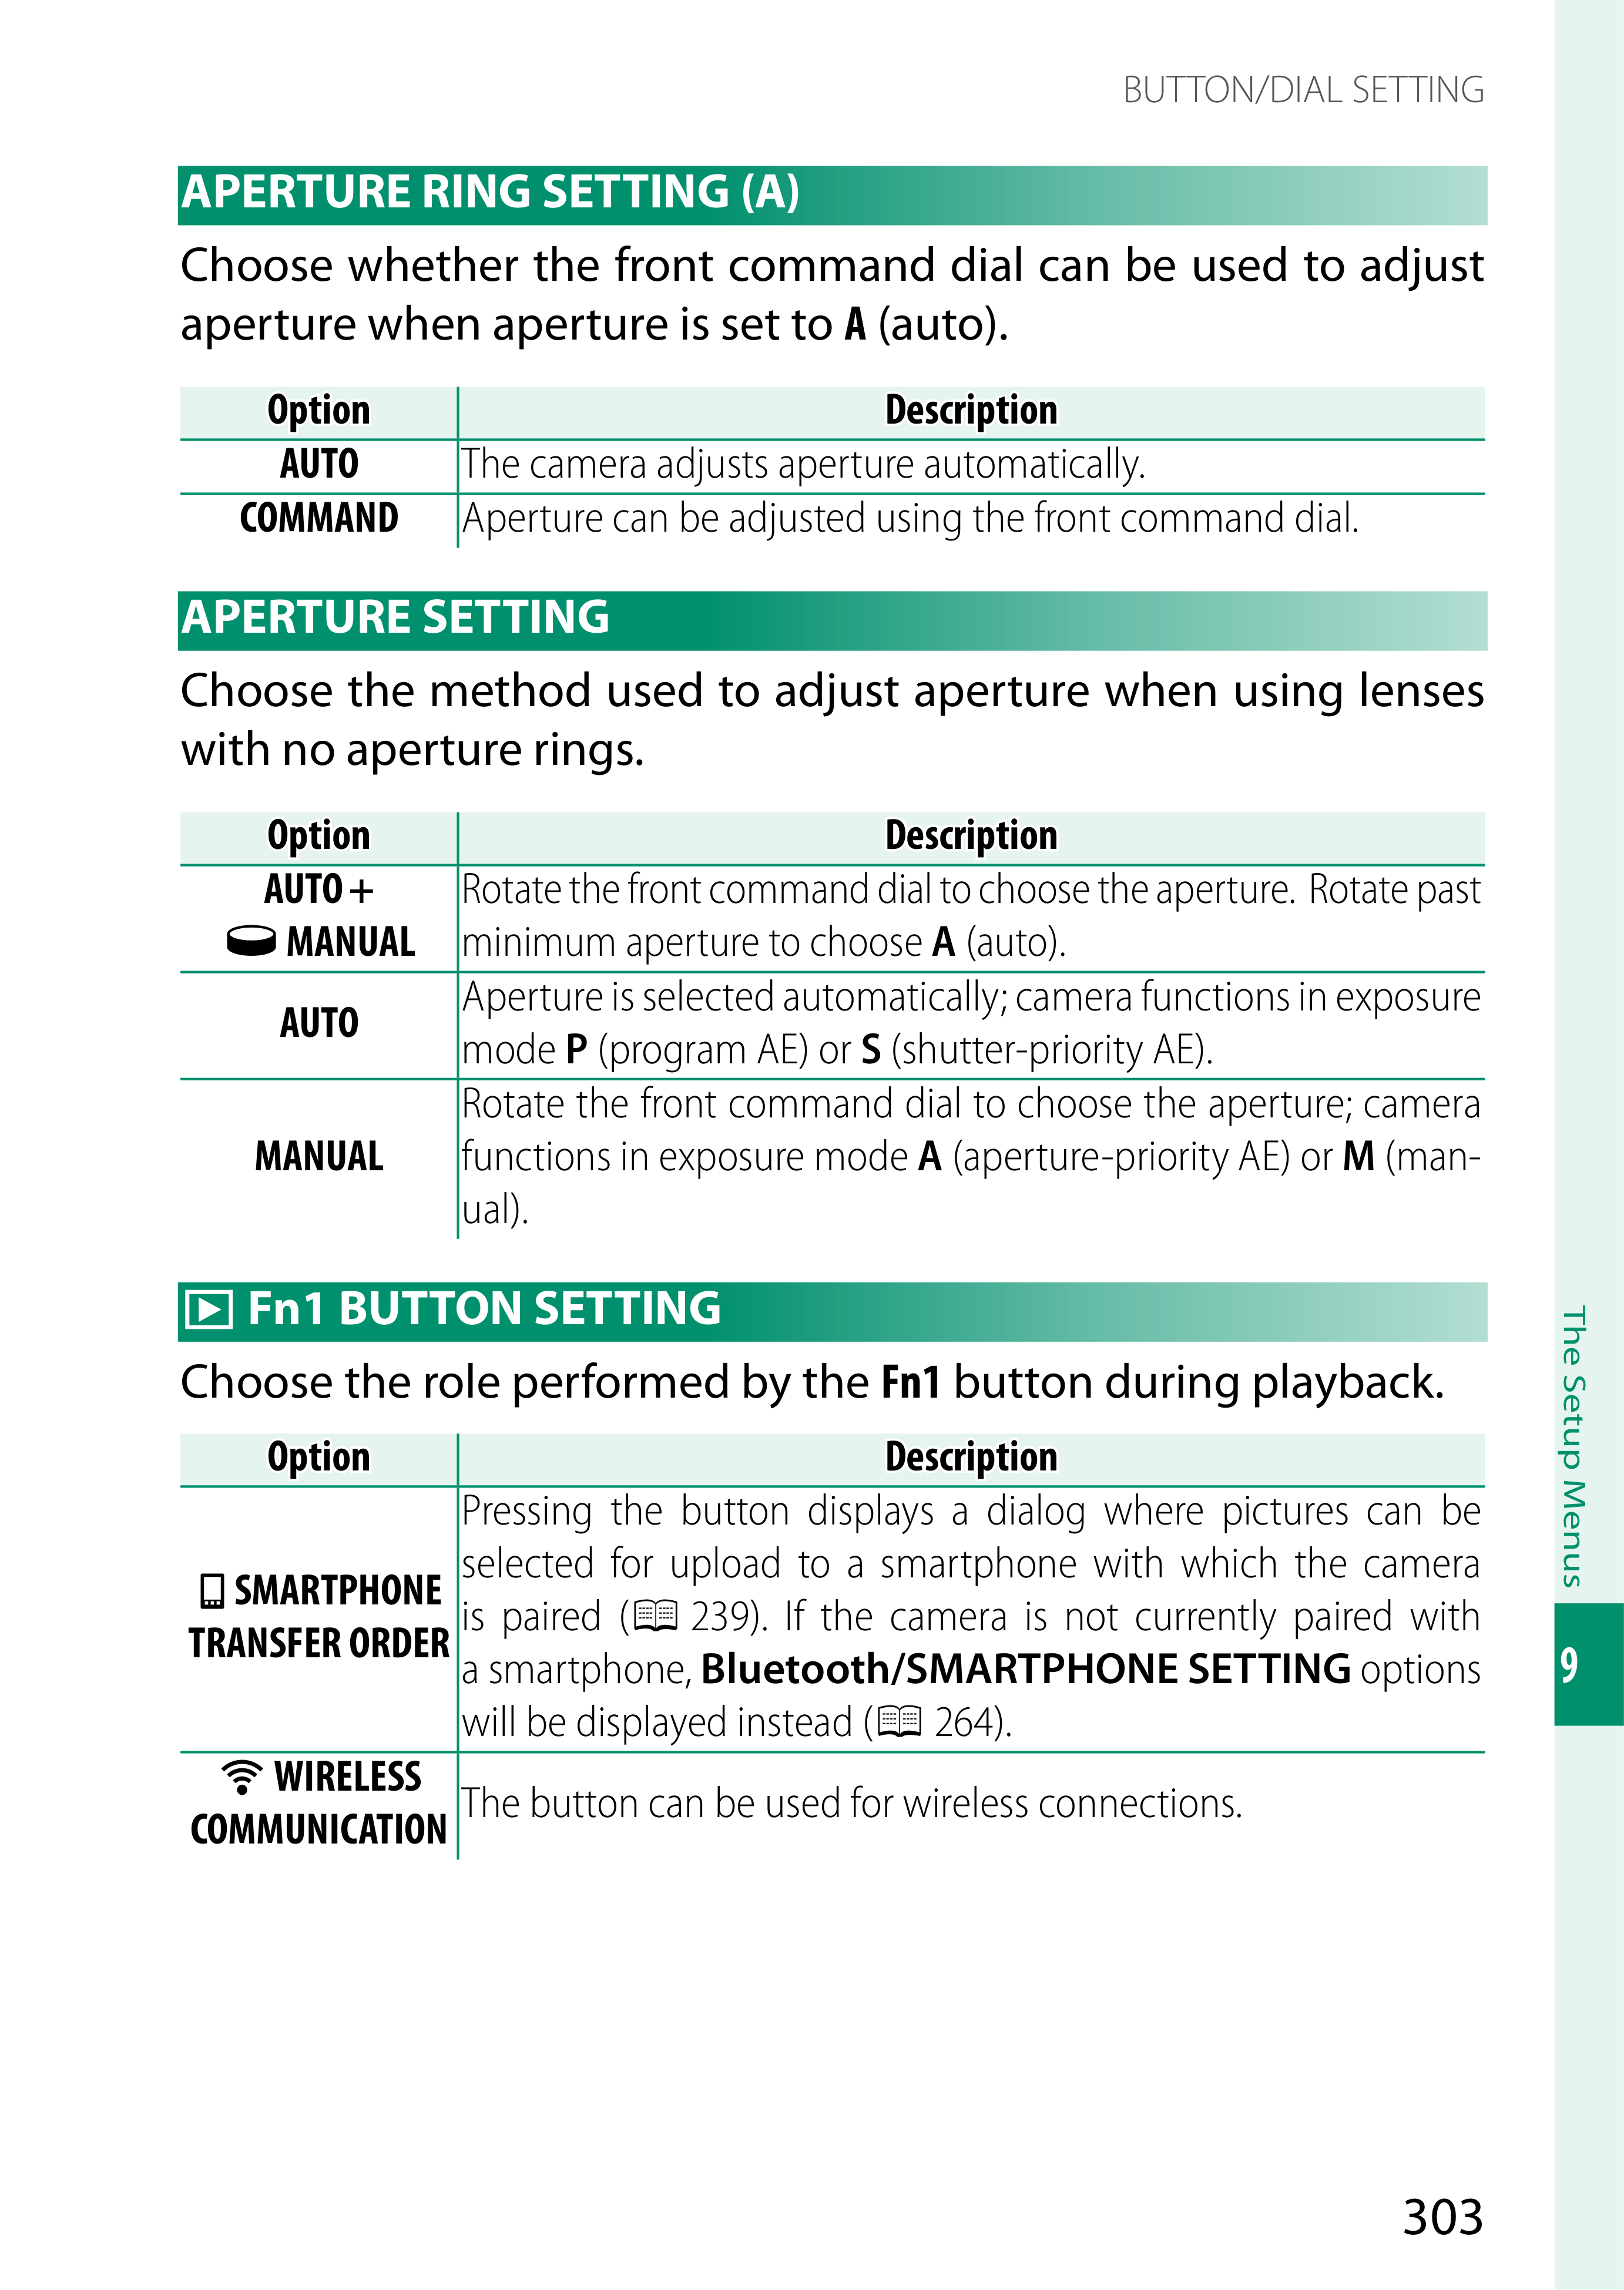 BUTTON/DIAL SETTING
APERTURE RING SETTING (A)
Choose whether the front command dial can be used to adjust
aperture when aperture is set to A (auto).
Option Description
AUTO The camera adjusts aperture automatically.
COMMAND Aperture can be adjusted using the front command dial.
APERTURE SETTING
Choose the method used to adjust aperture when using lenses
with no aperture rings.
Option Description
AUTO +
MANUAL
Rotate the front command dial to choose the aperture. Rotate past
minimum aperture to choose A (auto).
AUTO
Aperture is selected automatically; camera functions in exposure
mode P (program AE) or S (shutter-priority AE).
MANUAL
Rotate the front command dial to choose the aperture; camera
functions in exposure mode A (aperture-priority AE) or M (man-
ual).
Fn1 BUTTON SETTING
Choose the role performed by the Fn1 button during playback.
Option Description
SMARTPHONE
TRANSFER ORDER
Pressing the button displays a dialog where pictures can be
selected for upload to a smartphone with which the camera
is paired ( 239). If the camera is not currently paired with
a smartphone, Bluetooth/SMARTPHONE SETTING options
will be displayed instead ( 264).
WIRELESS
COMMUNICATION
The button can be used for wireless connections.
The Setup Menus
9
303